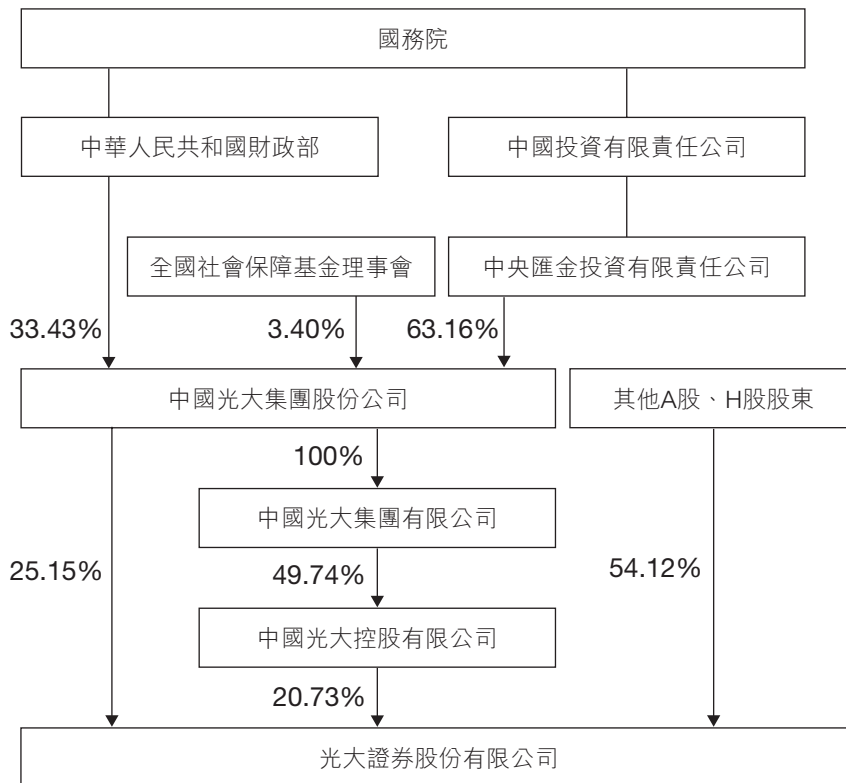 國務院
中華人民共和國財政部
中國投資有限責任公司
全國社會保障基金理事會
中央匯金投資有限責任公司
33.43%
3.40%
63.16%
中國光大集團股份公司
其他A股、H股股東
100%
中國光大集團有限公司
25.15%
49.74%
54.12%
中國光大控股有限公司
20.73%
光大證券股份有限公司